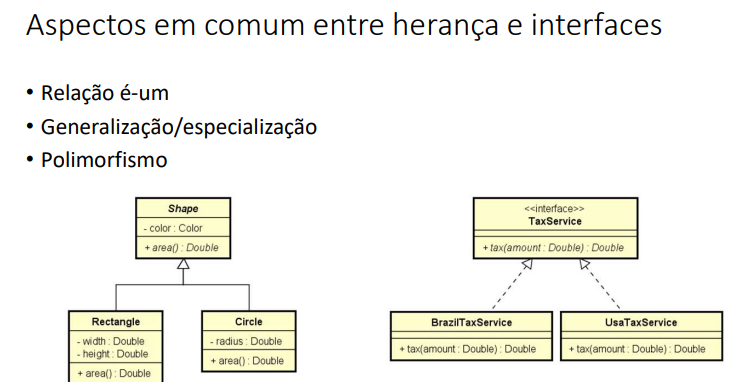 Aspectos em comum entre herança e interfaces
• Relação é-um
• Generalização/especialização
• Polimorfismo
Shape
- color : Color
+ area() : Double
Rectangle
- width : Double
- height : Double
+ area() : Double
Circle
- radius : Double
+ area() : Double
<<interface>>
TaxService
+ tax(amount : Double) : Double
BrazilTaxService
+ tax(amount : Double) : Double
UsaTaxService
+ tax(amount : Double) : Double